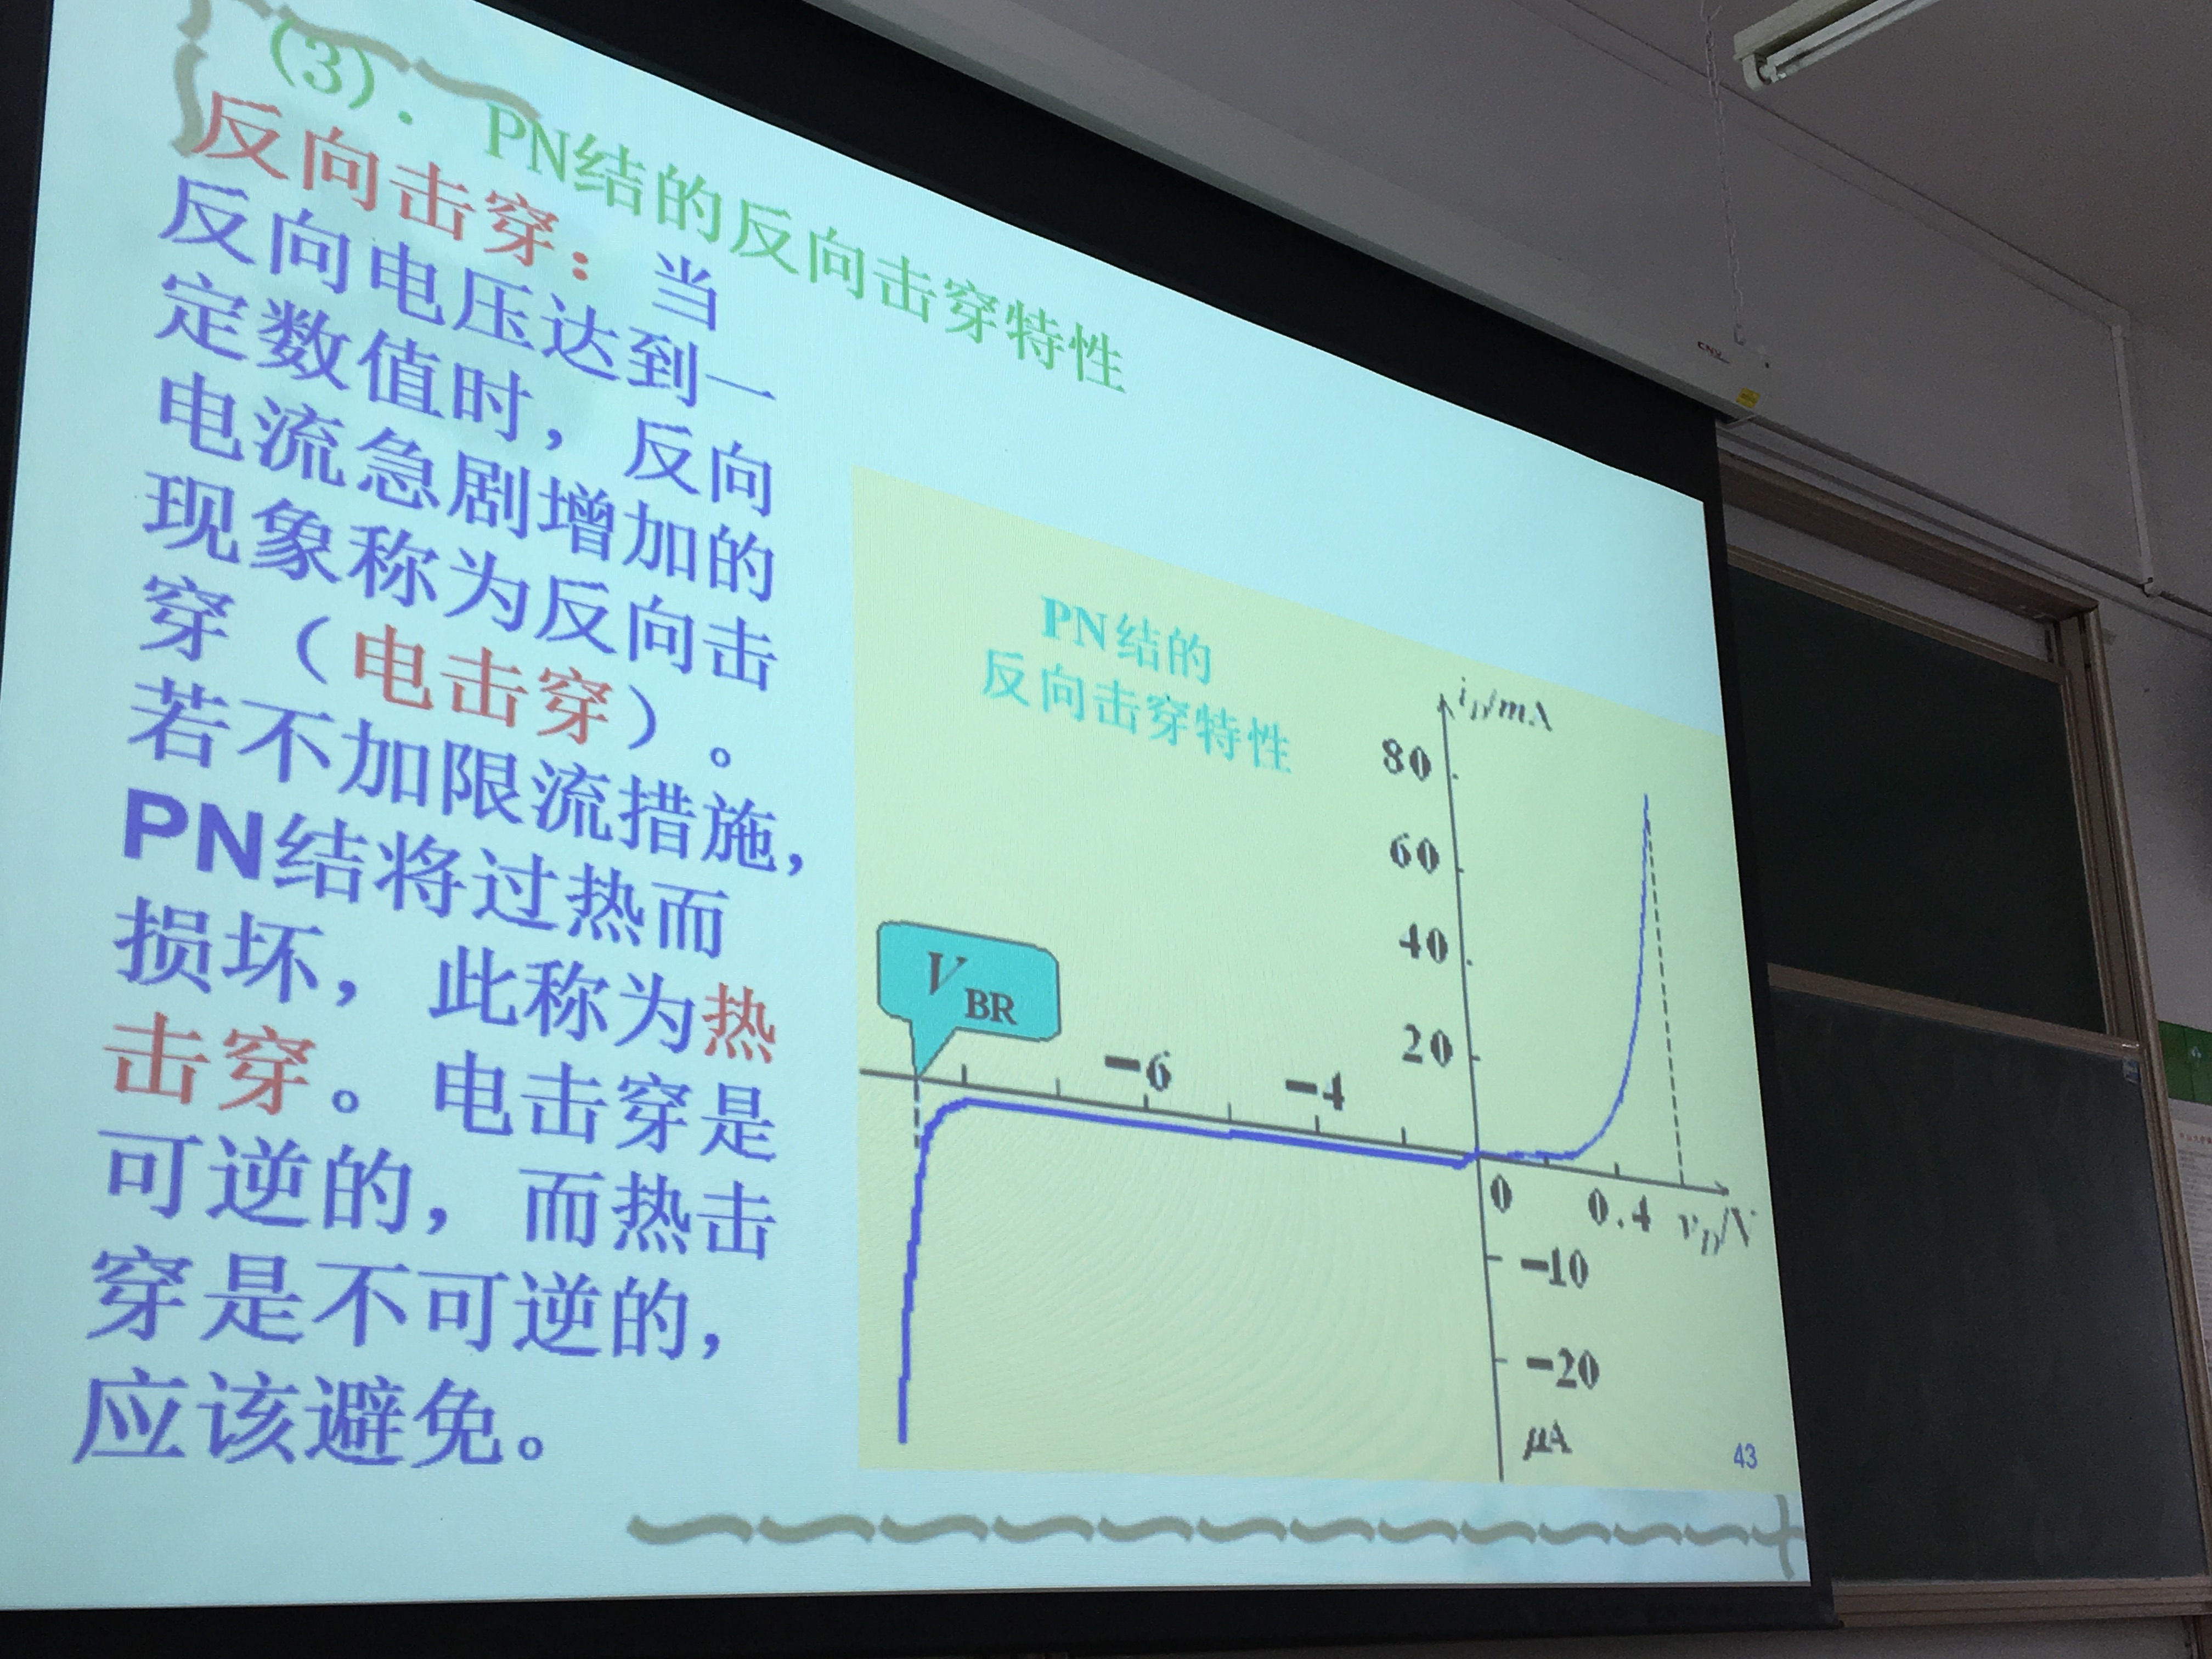 (3). PN结的反向击穿特性
反向击穿：当
反向电压达到一
定数值时，反向
电流急剧增加的
现象称为反向击
穿（电击穿）。
若不加限流措施，
PN结将过热而
损坏，此称为热
击穿。电击穿是
可逆的，而热击
穿是不可逆的，
应该避免。
PN结的
反向击穿特性
iD/mA
80
60
40
20
VBR
-6
-4
0
0.4
vD/V
-10
-20
μA
43